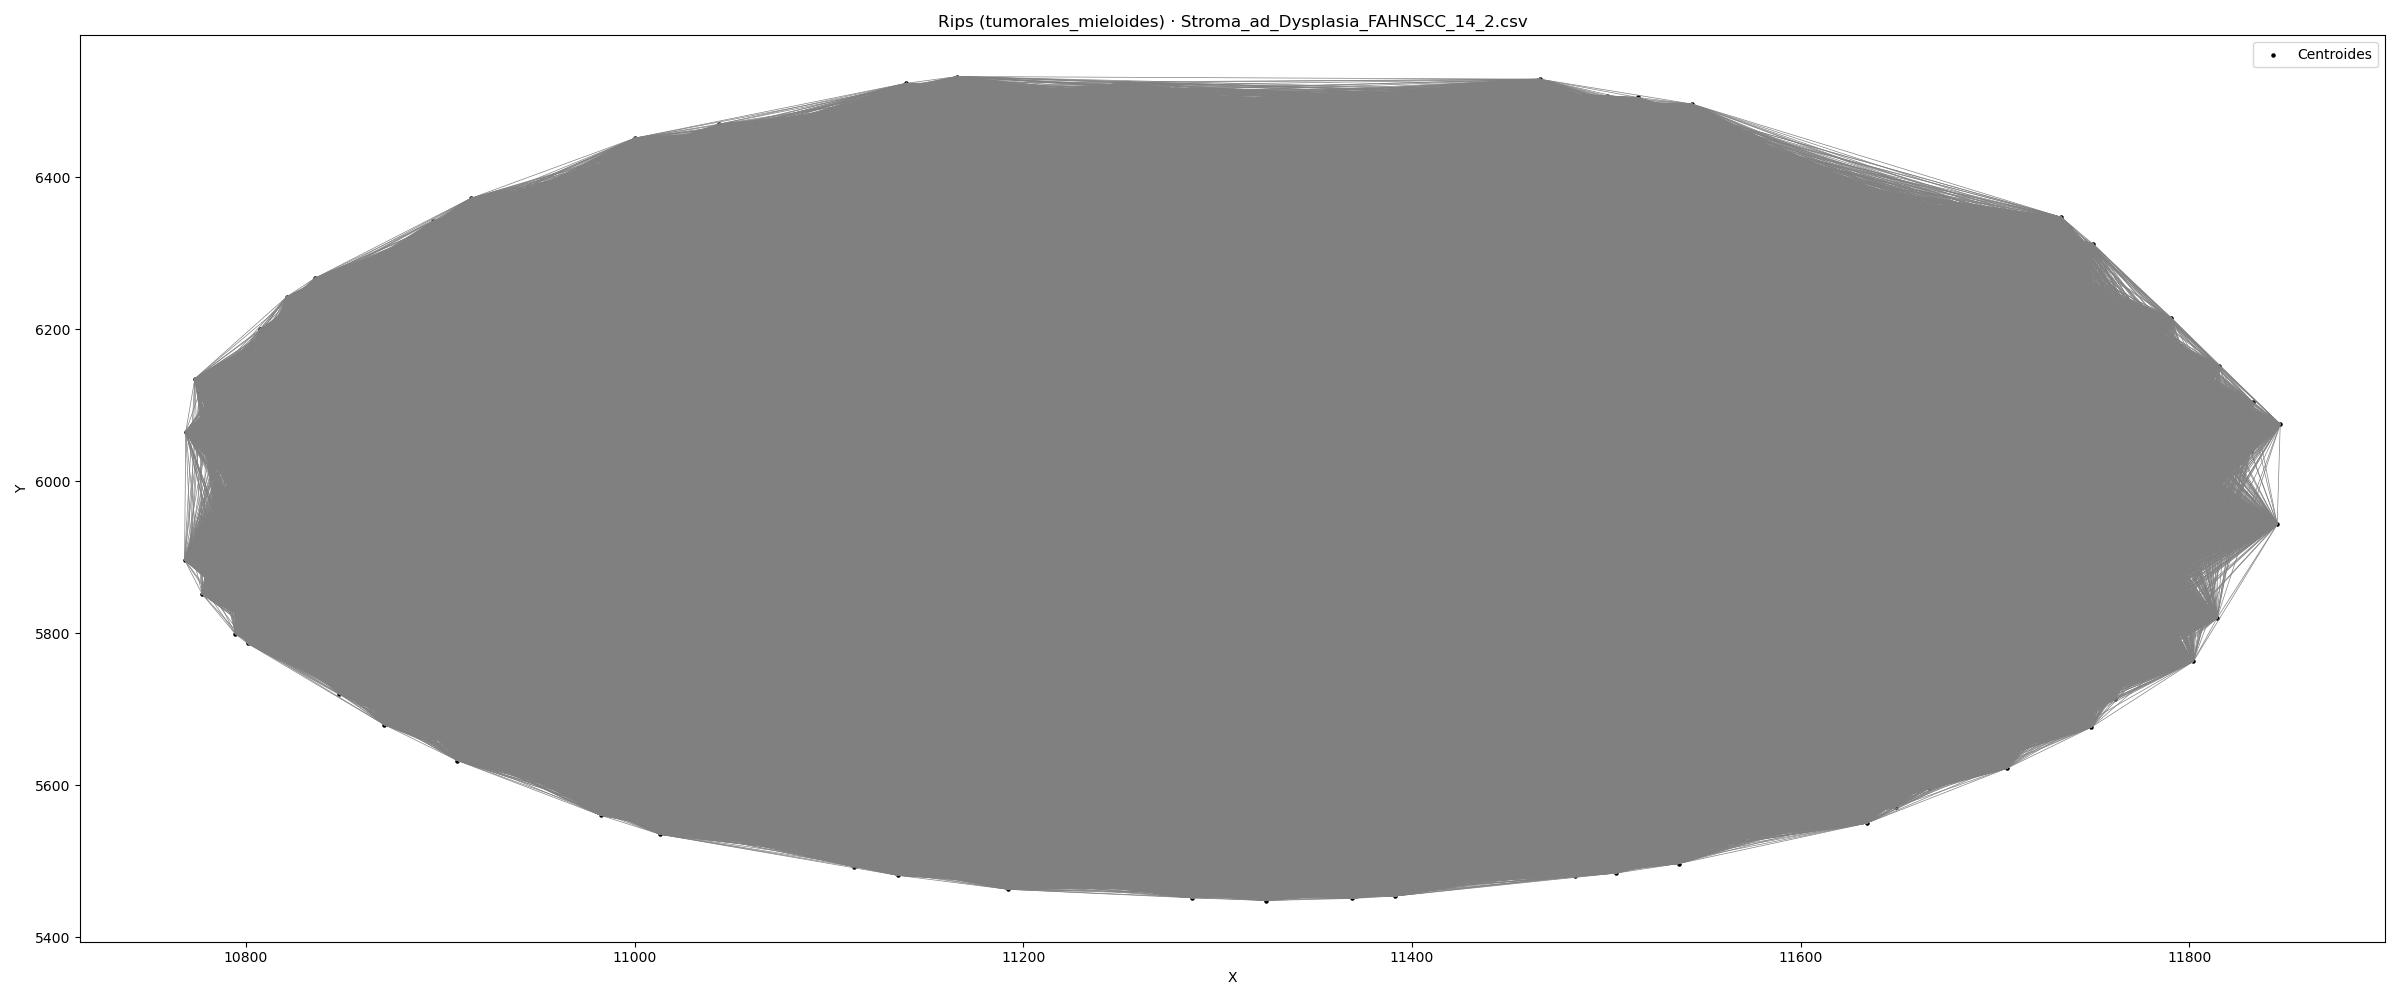 Rips (tumorales_mieloides) · Stroma_ad_Dysplasia_FAHNSCC_14_2.csv
Centroides
Y
6400
6200
6000
5800
5600
5400
10800 11000 11200 11400 11600 11800
X